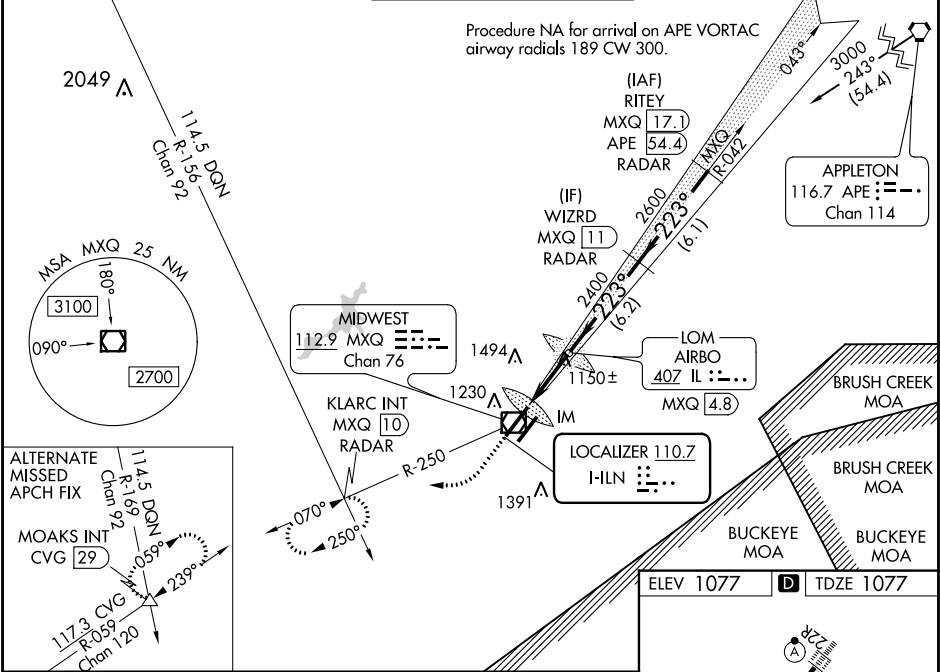 Procedure NA for arrival on APE VORTAC
airway radials 189 CW 300.
2049
114.5 DQN
R-156
Chan 92
(IAF)
RITEY
MXQ 17.1
APE 54.4
RADAR
043°
3000
243°
(54.4)
APPLETON
116.7 APE
Chan 114
MXQ
R-042
2600
223°
(6.1)
(IF)
WIZRD
MXQ 11
RADAR
2400
223°
(6.2)
MSA MXQ 25 NM
180°
3100
090°
2700
MIDWEST
112.9 MXQ
Chan 76
1494
1150 ±
LOM
AIRBO
407 IL
MXQ 4.8
1230
IM
KLARC INT
MXQ 10
RADAR
R-250
LOCALIZER 110.7
I-ILN
1391
070°
250°
BRUSH CREEK
MOA
BRUSH CREEK
MOA
BUCKEYE
MOA
BUCKEYE
MOA
ALTERNATE
MISSED
APCH FIX
114.5 DQN
R-169
Chan 92
MOAKS INT
CVG 29
059°
239°
117.3 CVG
R-059
Chan 120
ELEV 1077 D TDZE 1077
22R
A